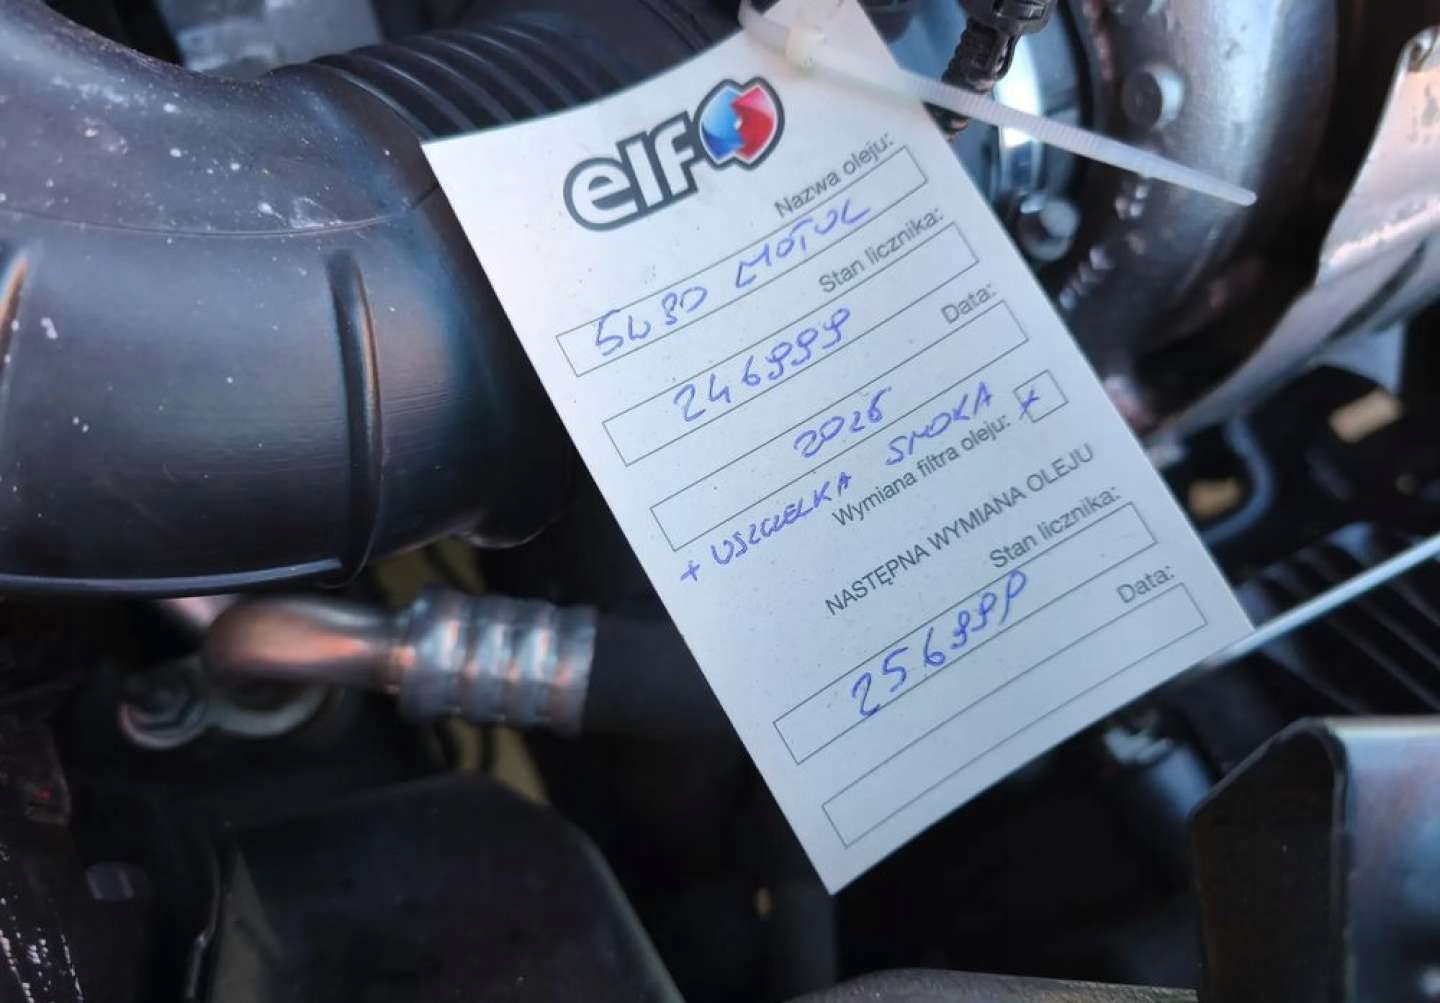 elf
Nazwa oleju:
5W30 MOTUL
Stan licznika:
246999
Data:
2025
+ USZCZELKA SMOKA
Wymiana filtra oleju: x
NASTĘPNA WYMIANA OLEJU
Stan licznika:
256999
Data: